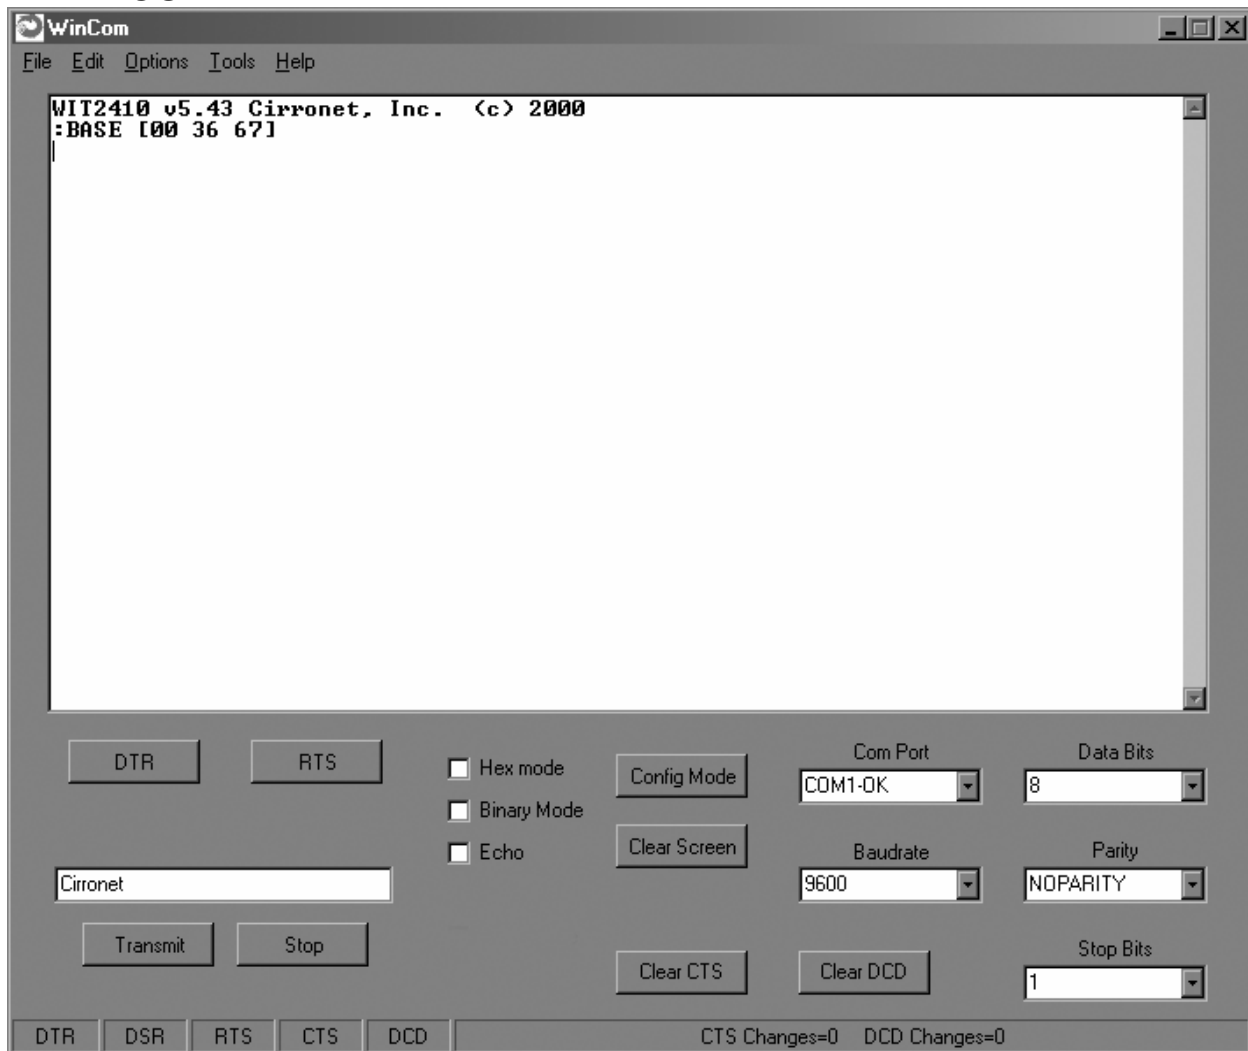 WinCom
File Edit Options Tools Help
WIT2410 v5.43 Cirronet, Inc. (c) 2000
:BASE [00 36 67]
DTR RTS
Hex mode
Binary Mode
Echo
Config Mode
Clear Screen
Com Port
COM1-OK
Data Bits
8
Baudrate
9600
Parity
NOPARITY
Cirronet
Transmit Stop
Clear CTS Clear DCD
Stop Bits
1
DTR DSR RTS CTS DCD CTS Changes=0 DCD Changes=0